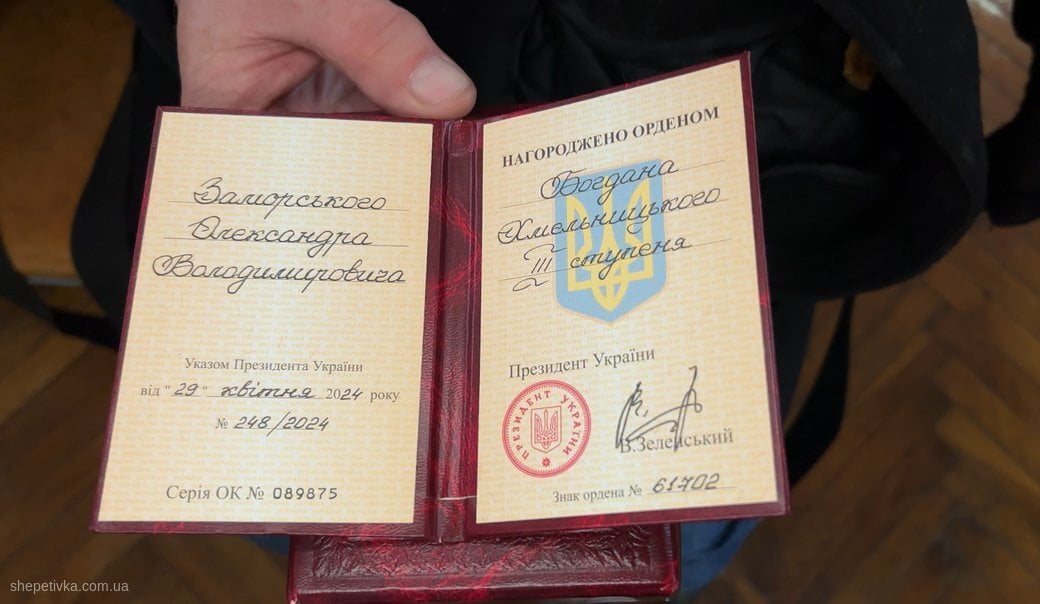 Заморського
Олександра
Володимировича
Указом Президента України
від "29" квітня 2024 року
№ 248/2024
Серія ОК № 089875
НАГОРОДЖЕНО ОРДЕНОМ
Богдана
Хмельницького
III ступеня
Президент України
ПРЕЗИДЕНТ УКРАЇНИ
В.Зеленський
Знак ордена № 61702
shepetivka.com.ua